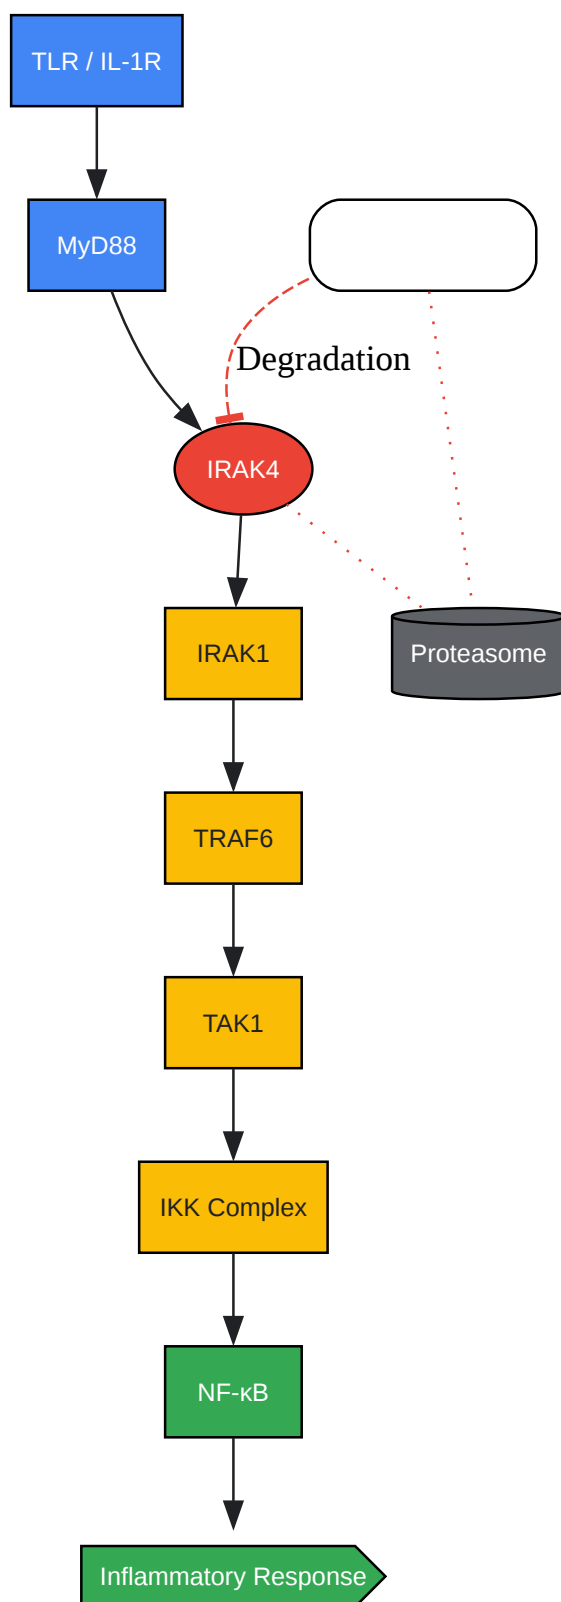 TLR / IL-1R
MyD88
Degradation
IRAK4
IRAK1
Proteasome
TRAF6
TAK1
IKK Complex
NF-κB
Inflammatory Response